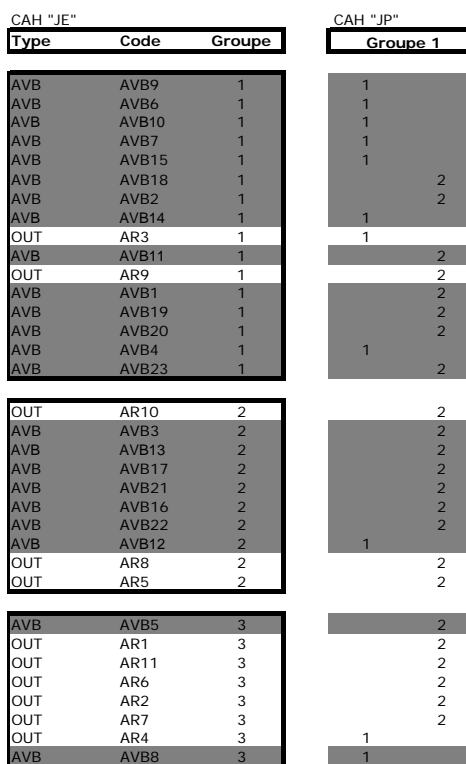 CAH "JE" CAH "JP"
Type Code Groupe Groupe 1
AVB AVB9 1 1
AVB AVB6 1 1
AVB AVB10 1 1
AVB AVB7 1 1
AVB AVB15 1 1
AVB AVB18 1 2
AVB AVB2 1 2
AVB AVB14 1 1
OUT AR3 1 1
AVB AVB11 1 2
OUT AR9 1 2
AVB AVB1 1 2
AVB AVB19 1 2
AVB AVB20 1 2
AVB AVB4 1 1
AVB AVB23 1 2
OUT AR10 2 2
AVB AVB3 2 2
AVB AVB13 2 2
AVB AVB17 2 2
AVB AVB21 2 2
AVB AVB16 2 2
AVB AVB22 2 2
AVB AVB12 2 1
OUT AR8 2 2
OUT AR5 2 2
AVB AVB5 3 2
OUT AR1 3 2
OUT AR11 3 2
OUT AR6 3 2
OUT AR2 3 2
OUT AR7 3 2
OUT AR4 3 1
AVB AVB8 3 1